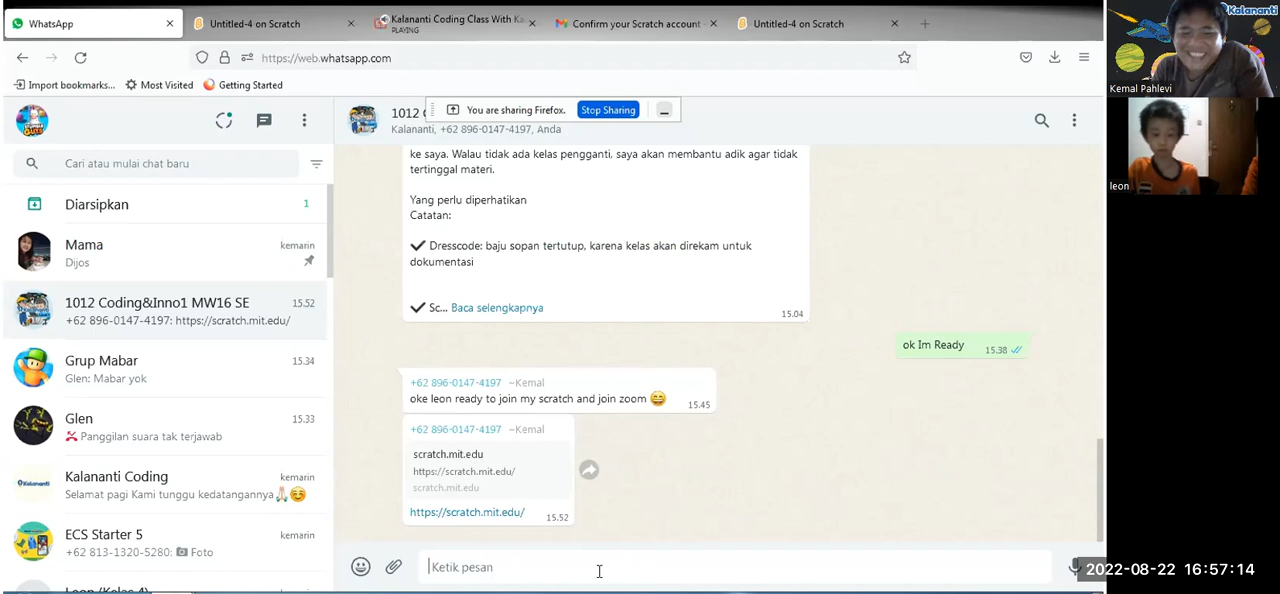 WhatsApp
Untitled-4 on Scratch
Kalananti Coding Class With Ka
PLAYING
Confirm your Scratch account
Untitled-4 on Scratch
https://web.whatsapp.com
Import bookmarks...
Most Visited
Getting Started
You are sharing Firefox.
Stop Sharing
1012
Kalananti, +62 896-0147-4197, Anda
Cari atau mulai chat baru
Diarsipkan
1
Mama
kemarin
Dijos
1012 Coding&Inno1 MW16 SE
15.52
+62 896-0147-4197: https://scratch.mit.edu/
Grup Mabar
15.34
Glen: Mabar yok
Glen
15.33
Panggilan suara tak terjawab
Kalananti Coding
kemarin
Selamat pagi Kami tunggu kedatangannya🙏🏻☺️
ECS Starter 5
kemarin
+62 813-1320-5280: Foto
Leon (Kelas 4)
kemarin
ke saya. Walau tidak ada kelas pengganti, saya akan membantu adik agar tidak
tertinggal materi.
Yang perlu diperhatikan
Catatan:
✔ Dresscode: baju sopan tertutup, karena kelas akan direkam untuk
dokumentasi
✔ Sc... Baca selengkapnya
15.04
ok Im Ready
15.38
+62 896-0147-4197 ~Kemal
oke leon ready to join my scratch and join zoom 😄
15.45
+62 896-0147-4197 ~Kemal
scratch.mit.edu
https://scratch.mit.edu/
scratch.mit.edu
https://scratch.mit.edu/
15.52
Ketik pesan
Kalananti
Kemal Pahlevi
leon
2022-08-22 16:57:14